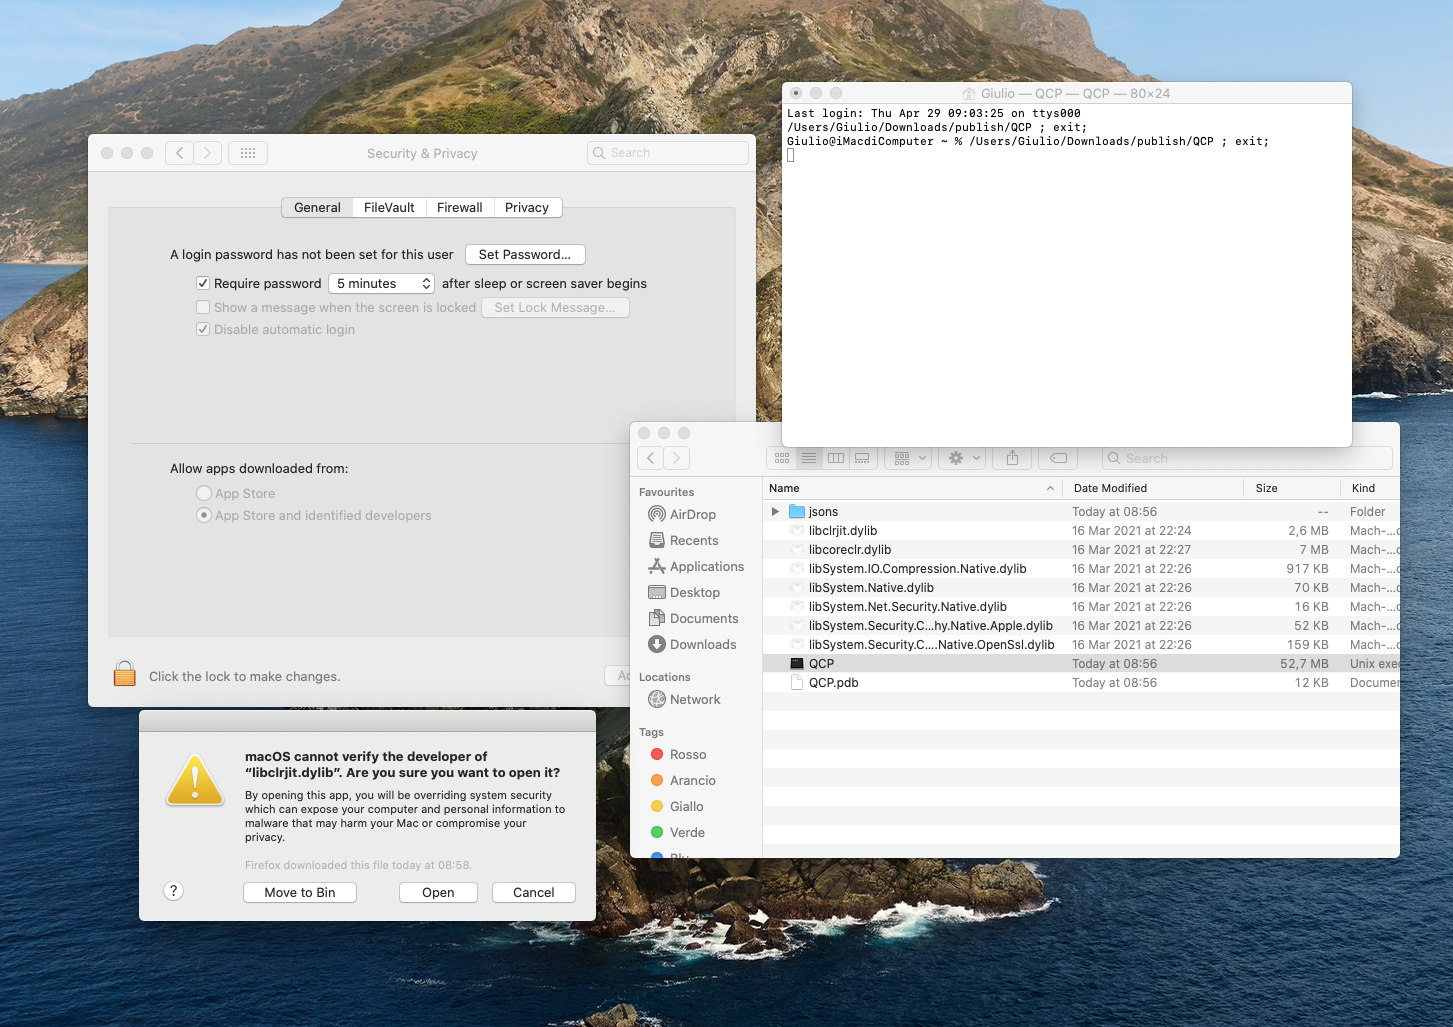 Giulio — QCP — QCP — 80×24
Last login: Thu Apr 29 09:03:25 on ttys000
/Users/Giulio/Downloads/publish/QCP ; exit;
Giulio@iMacdiComputer ~ % /Users/Giulio/Downloads/publish/QCP ; exit;
Security & Privacy
Search
General FileVault Firewall Privacy
A login password has not been set for this user Set Password...
Require password 5 minutes after sleep or screen saver begins
Show a message when the screen is locked Set Lock Message...
Disable automatic login
Allow apps downloaded from:
App Store
App Store and identified developers
Click the lock to make changes.
Search
Favourites
AirDrop
Recents
Applications
Desktop
Documents
Downloads
Locations
Network
Tags
Rosso
Arancio
Giallo
Verde
Name Date Modified Size Kind
jsons Today at 08:56 -- Folder
libclrjit.dylib 16 Mar 2021 at 22:24 2,6 MB Mach-...
libcoreclr.dylib 16 Mar 2021 at 22:27 7 MB Mach-...
libSystem.IO.Compression.Native.dylib 16 Mar 2021 at 22:26 917 KB Mach-...
libSystem.Native.dylib 16 Mar 2021 at 22:26 70 KB Mach-...
libSystem.Net.Security.Native.dylib 16 Mar 2021 at 22:26 16 KB Mach-...
libSystem.Security.C...hy.Native.Apple.dylib 16 Mar 2021 at 22:26 52 KB Mach-...
libSystem.Security.C....Native.OpenSsl.dylib 16 Mar 2021 at 22:26 159 KB Mach-...
QCP Today at 08:56 52,7 MB Unix exe
QCP.pdb Today at 08:56 12 KB Documen
macOS cannot verify the developer of
“libclrjit.dylib”. Are you sure you want to open it?
By opening this app, you will be overriding system security
which can expose your computer and personal information to
malware that may harm your Mac or compromise your
privacy.
Firefox downloaded this file today at 08:58.
? Move to Bin Open Cancel